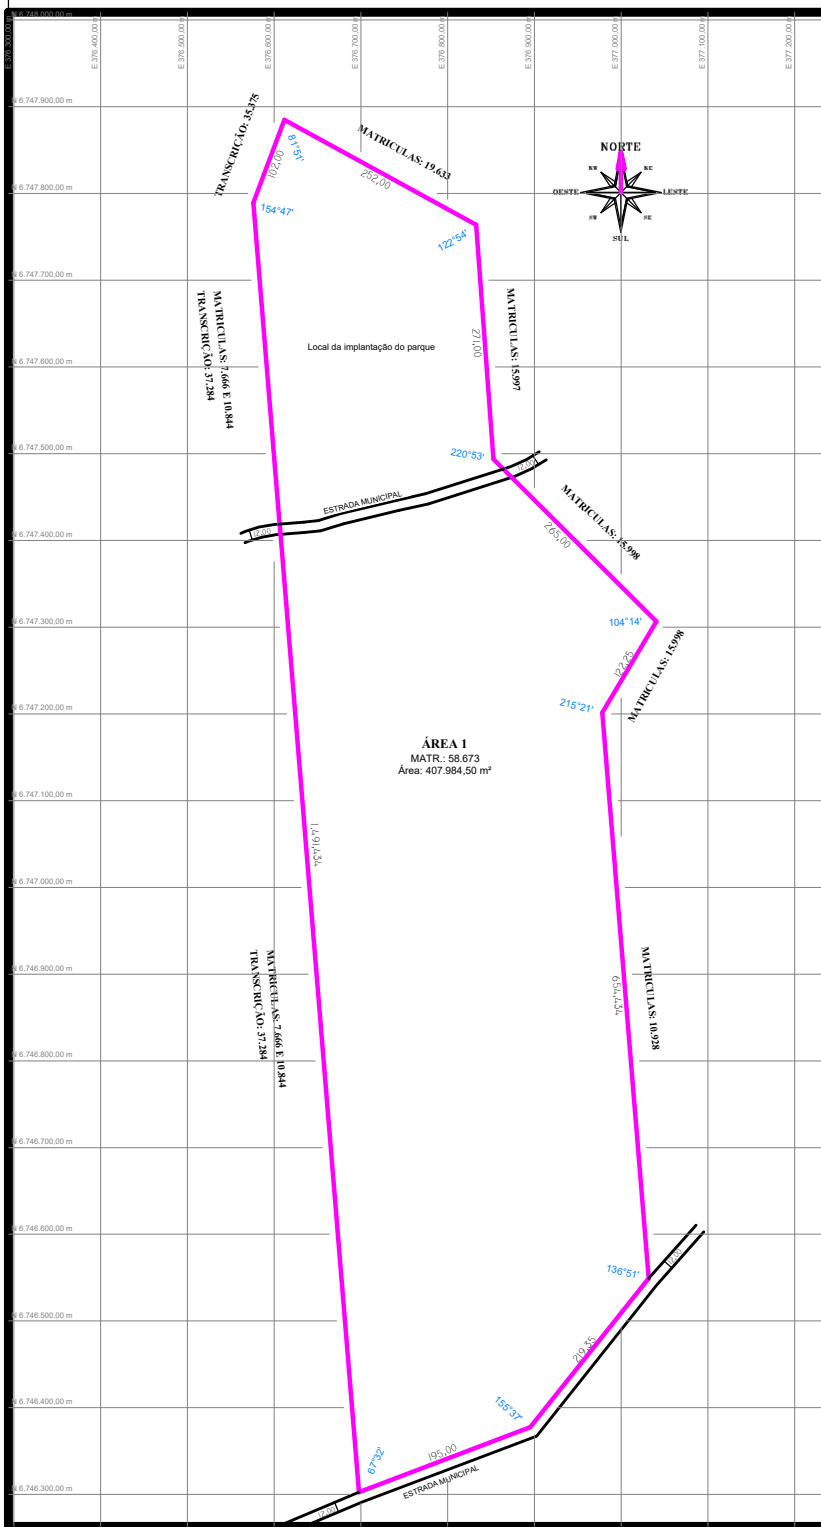 N 6.748.000,00 m
E 376.300,00 m
E 376.400,00 m
E 376.500,00 m
E 376.600,00 m
E 376.700,00 m
E 376.800,00 m
E 376.900,00 m
E 377.000,00 m
E 377.100,00 m
E 377.200,00 m
N 6.747.900,00 m
TRANSCRIÇÃO: 35.375
102,00
81°51'
MATRICULAS: 19.633
252,00
NORTE
NW
NE
OESTE
LESTE
NW
SE
SUL
N 6.747.800,00 m
154°47'
122°54'
N 6.747.700,00 m
MATRICULAS: 7.666 E 10.844
TRANSCRIÇÃO: 37.284
271,00
MATRICULAS: 15.997
Local da implantação do parque
N 6.747.600,00 m
N 6.747.500,00 m
220°53'
12,00
ESTRADA MUNICIPAL
12,00
MATRICULAS: 15.998
265,00
N 6.747.400,00 m
N 6.747.300,00 m
104°14'
122,25
MATRICULAS: 15.998
N 6.747.200,00 m
215°21'
ÁREA 1
MATR.: 58.673
Área: 407.984,50 m²
N 6.747.100,00 m
1.491,434
N 6.747.000,00 m
N 6.746.900,00 m
MATRICULAS: 7.666 E 10.844
TRANSCRIÇÃO: 37.284
654,434
MATRICULAS: 10.928
N 6.746.800,00 m
N 6.746.700,00 m
N 6.746.600,00 m
136°51'
12,00
N 6.746.500,00 m
219,35
N 6.746.400,00 m
155°37'
67°32'
195,00
ESTRADA MUNICIPAL
N 6.746.300,00 m
12,00